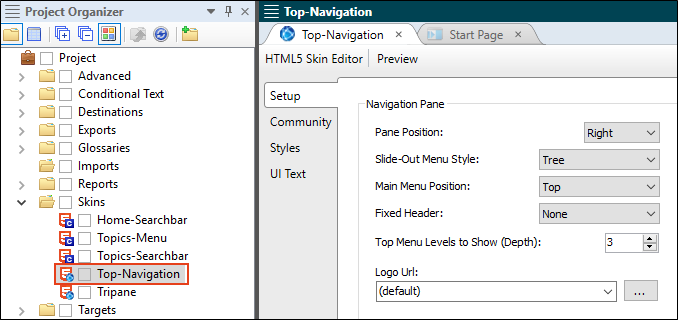 Project Organizer
Project
Advanced
Conditional Text
Destinations
Exports
Glossaries
Imports
Reports
Skins
Home-Searchbar
Topics-Menu
Topics-Searchbar
Top-Navigation
Tripane
Targets
Top-Navigation
Top-Navigation Start Page
HTML5 Skin Editor Preview
Setup
Community
Styles
UI Text
Navigation Pane
Pane Position: Right
Slide-Out Menu Style: Tree
Main Menu Position: Top
Fixed Header: None
Top Menu Levels to Show (Depth): 3
Logo Url:
(default) ...